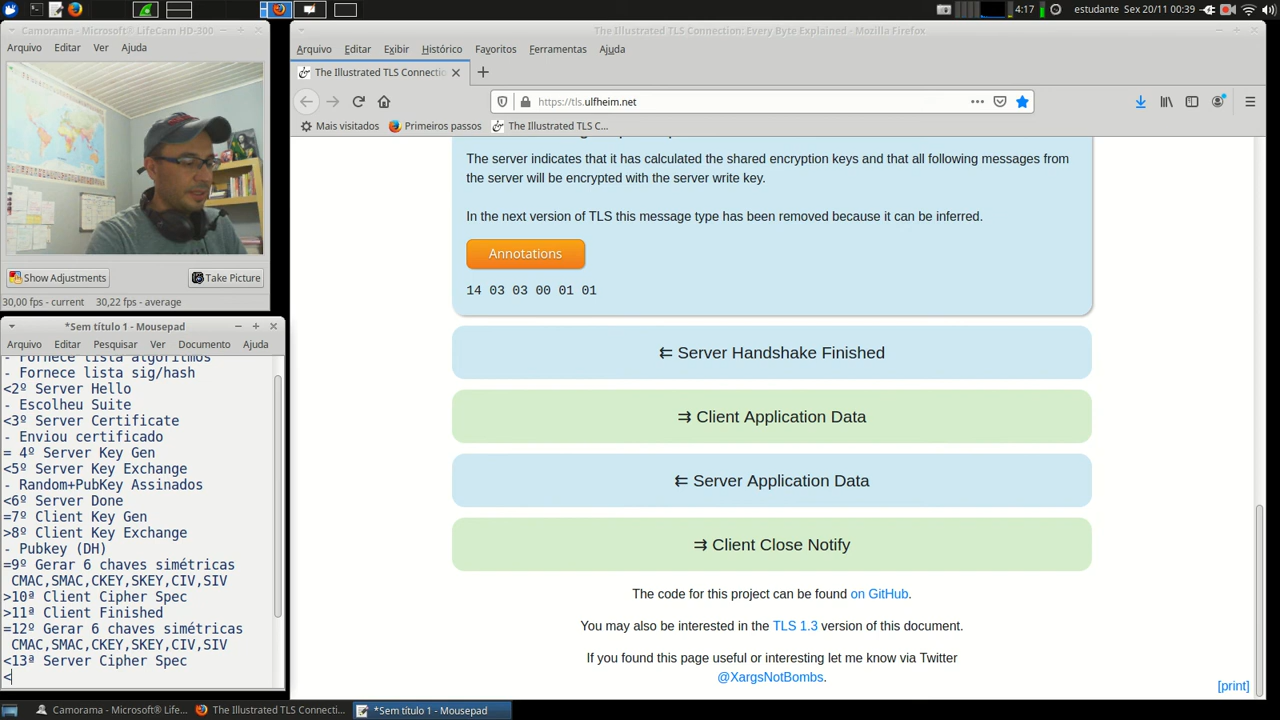 4:17 estudante Sex 20/11 00:39
Camorama - Microsoft® LifeCam HD-300
Arquivo Editar Ver Ajuda
Show Adjustments Take Picture
30,00 fps - current 30,22 fps - average
*Sem título 1 - Mousepad
Arquivo Editar Pesquisar Ver Documento Ajuda
- Fornece lista algoritmos
- Fornece lista sig/hash
<2º Server Hello
- Escolheu Suite
<3º Server Certificate
- Enviou certificado
= 4º Server Key Gen
<5º Server Key Exchange
- Random+PubKey Assinados
<6º Server Done
=7º Client Key Gen
>8º Client Key Exchange
- Pubkey (DH)
=9º Gerar 6 chaves simétricas
CMAC,SMAC,CKEY,SKEY,CIV,SIV
>10ª Client Cipher Spec
>11ª Client Finished
=12º Gerar 6 chaves simétricas
CMAC,SMAC,CKEY,SKEY,CIV,SIV
<13ª Server Cipher Spec
<
The Illustrated TLS Connection: Every Byte Explained - Mozilla Firefox
Arquivo Editar Exibir Histórico Favoritos Ferramentas Ajuda
The Illustrated TLS Connectio
https://tls.ulfheim.net
Mais visitados Primeiros passos The Illustrated TLS C...
The server indicates that it has calculated the shared encryption keys and that all following messages from
the server will be encrypted with the server write key.
In the next version of TLS this message type has been removed because it can be inferred.
Annotations
14 03 03 00 01 01
⇇ Server Handshake Finished
⇉ Client Application Data
⇇ Server Application Data
⇉ Client Close Notify
The code for this project can be found on GitHub.
You may also be interested in the TLS 1.3 version of this document.
If you found this page useful or interesting let me know via Twitter
@XargsNotBombs.
[print]
Camorama - Microsoft® LifeC... The Illustrated TLS Connecti... *Sem título 1 - Mousepad